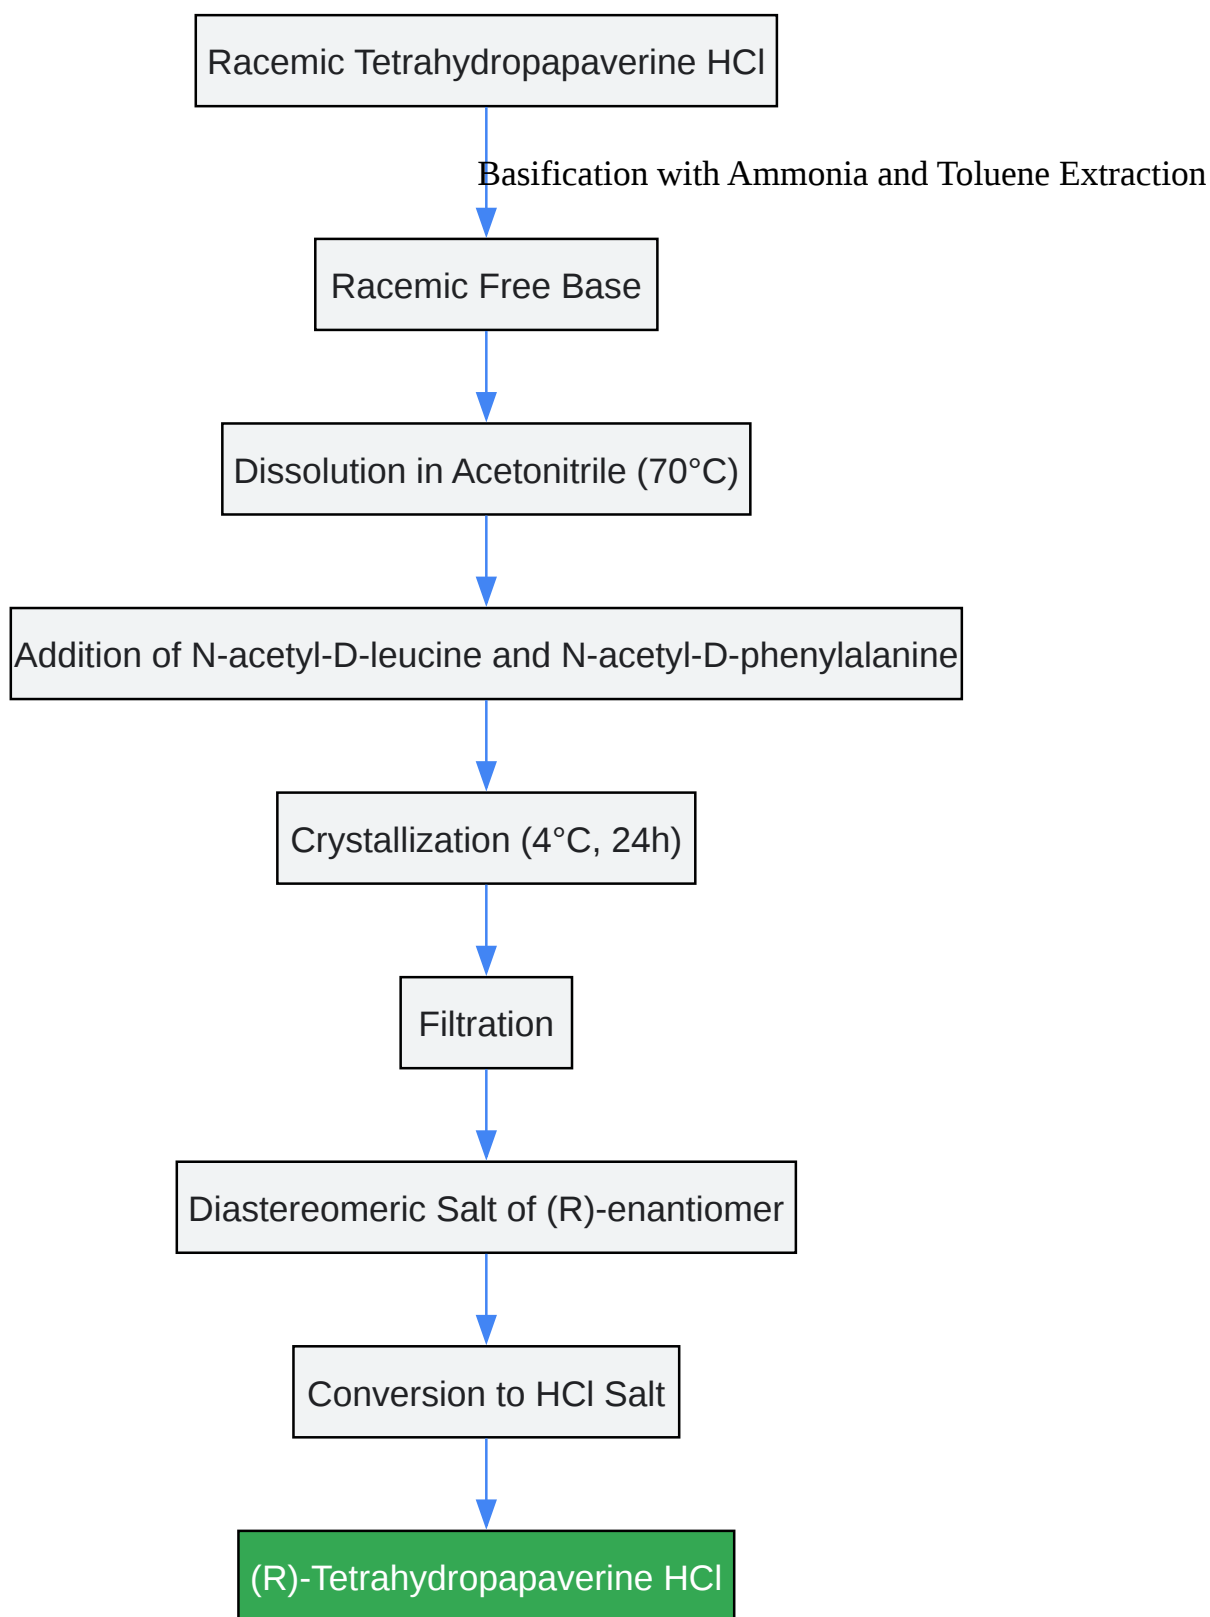 Racemic Tetrahydropapaverine HCl
Basification with Ammonia and Toluene Extraction
Racemic Free Base
Dissolution in Acetonitrile (70°C)
Addition of N-acetyl-D-leucine and N-acetyl-D-phenylalanine
Crystallization (4°C, 24h)
Filtration
Diastereomeric Salt of (R)-enantiomer
Conversion to HCl Salt
(R)-Tetrahydropapaverine HCl